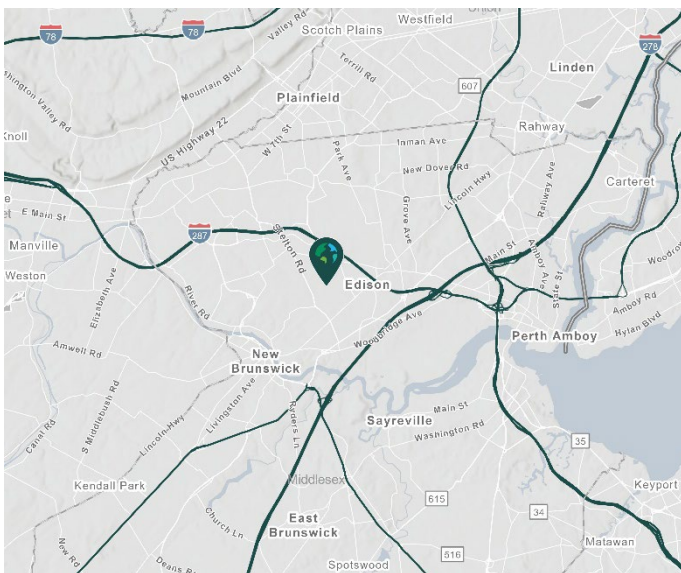 Union
Westfield
Valley Rd
Scotch Plains
78
78
278
Terrill Rd
Linden
Mountain Blvd
607
Plainfield
Washington Valley Rd
US Highway 22
Rahway
W 7th St
Park Ave
Inman Ave
Knoll
New Dover Rd
Lincoln Hwy
Rahway Ave
Carteret
Grove Ave
E Main St
287
Skelton Rd
Main St
Amboy Ave
State St
Manville
Weston
Elizabeth Ave
River Rd
Edison
Amboy Rd
Nylan Blvd
Woodbridge Ave
Perth Amboy
Amwell Rd
New
Brunswick
S Middlebush Rd
Lincoln-Hwy
Livingston Ave
Ryders Ln
Sayreville
Main St
Washington Rd
Canal Rd
35
Kendall Park
Middlesex
615
34
Keyport
Church Ln
East
Brunswick
516
Matawan
New Rd
Deans R
Spotswood